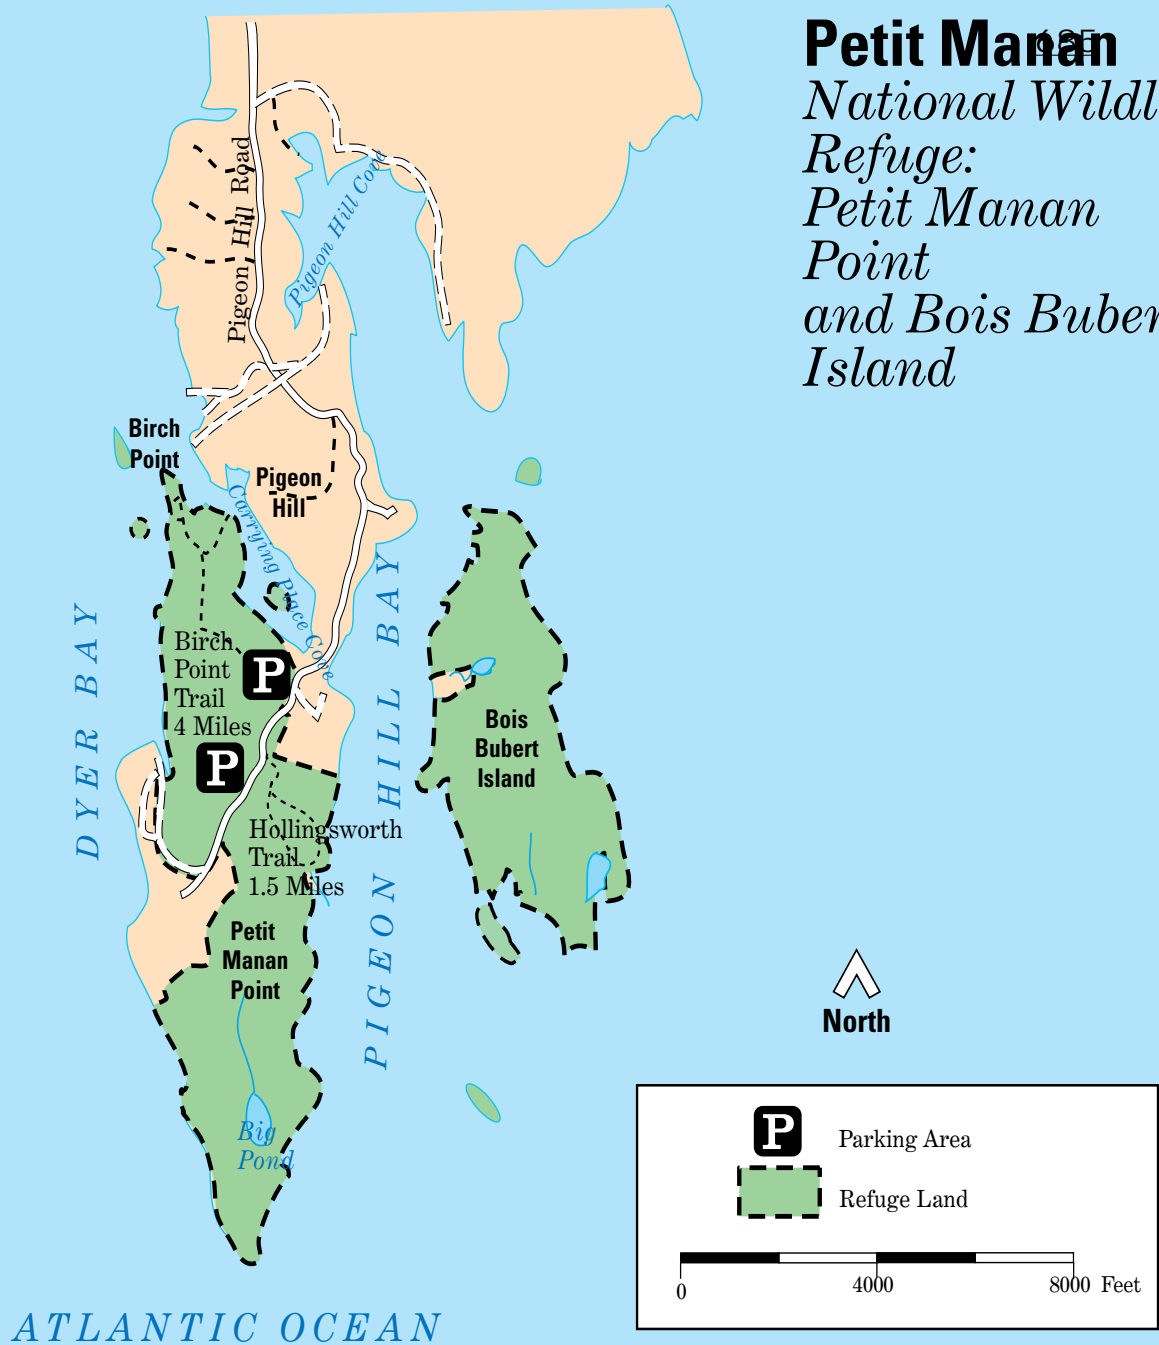 Petit Manan
685
National Wildl
Refuge:
Petit Manan
Point
and Bois Buber
Island
Pigeon Hill Road
Pigeon Hill Cove
Birch
Point
Pigeon
Hill
Carrying Place Cove
DYER BAY
PIGEON HILL BAY
Birch
Point
Trail
4 Miles
P
P
Bois
Bubert
Island
Hollingsworth
Trail
1.5 Miles
Petit
Manan
Point
Big
Pond
North
P Parking Area
Refuge Land
0 4000 8000 Feet
ATLANTIC OCEAN